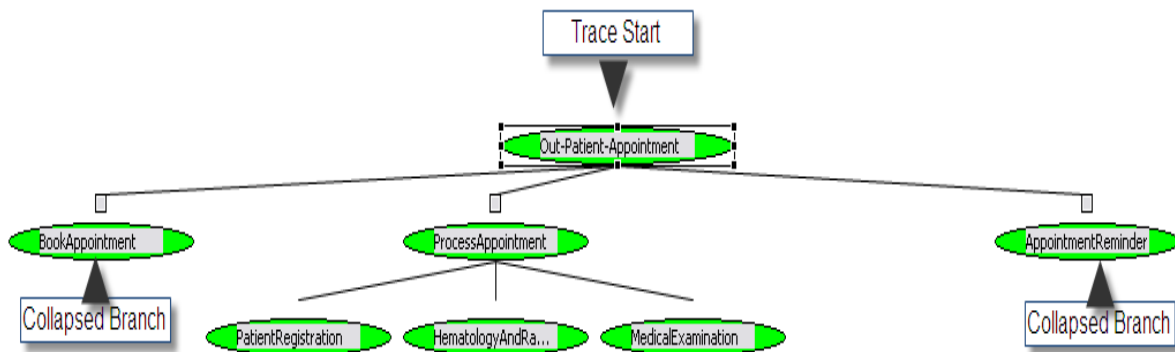 Trace Start
Out-Patient-Appointment
BookAppointment
ProcessAppointment
AppointmentReminder
Collapsed Branch
Collapsed Branch
PatientRegistration
HematologyAndRa...
MedicalExamination